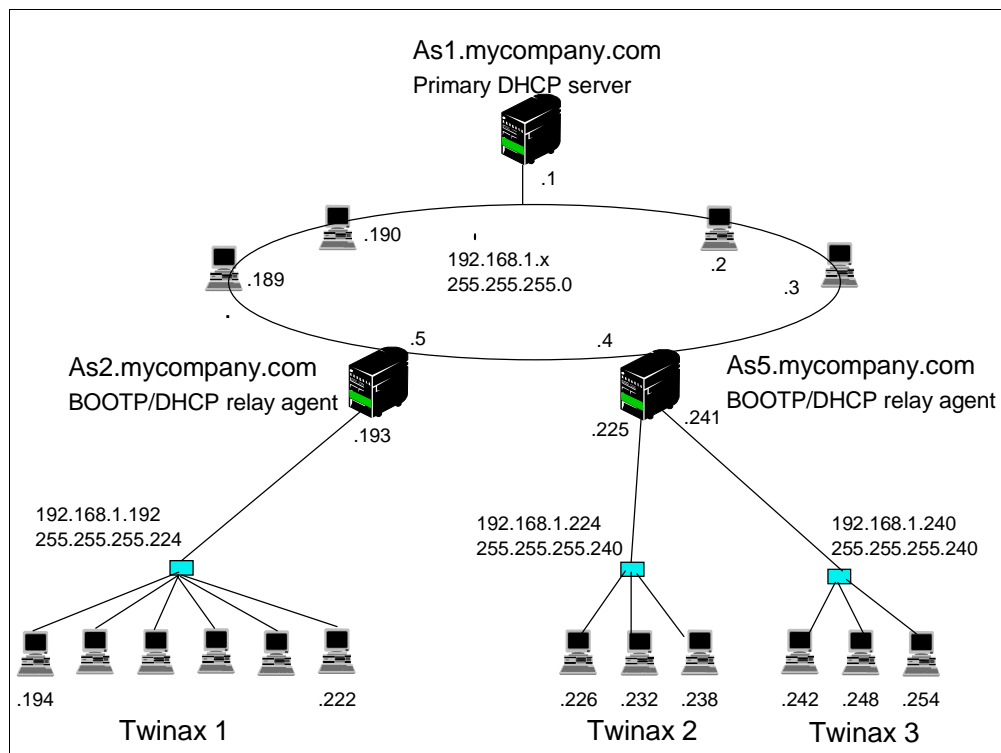 As1.mycompany.com
Primary DHCP server
.1
.190
.189
192.168.1.x
255.255.255.0
.2
.3
.5
.4
As2.mycompany.com
BOOTP/DHCP relay agent
.193
As5.mycompany.com
BOOTP/DHCP relay agent
.225
.241
192.168.1.192
255.255.255.224
192.168.1.224
255.255.255.240
192.168.1.240
255.255.255.240
.194
.222
.226
.232
.238
.242
.248
.254
Twinax 1
Twinax 2
Twinax 3